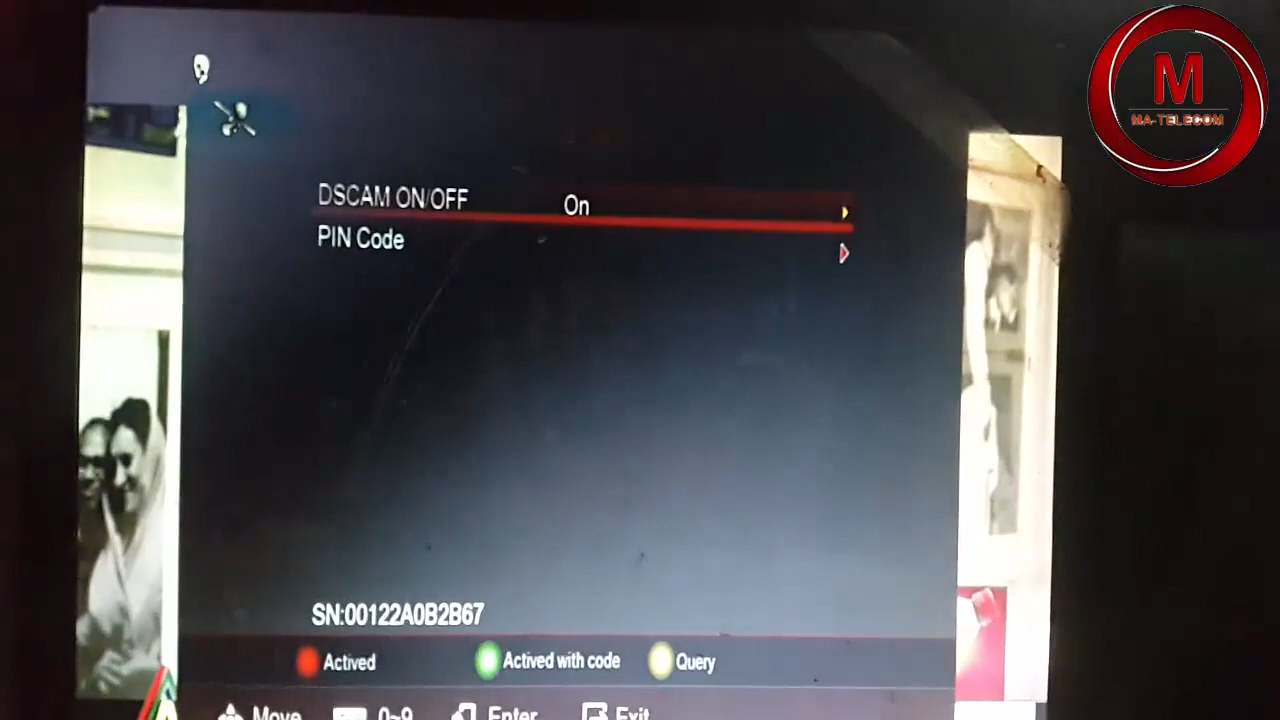 M
MA-TELECOM
DSCAM ON/OFF On
PIN Code
SN:00122A0B2B67
Actived Actived with code Query
Move 0~9 Enter Exit